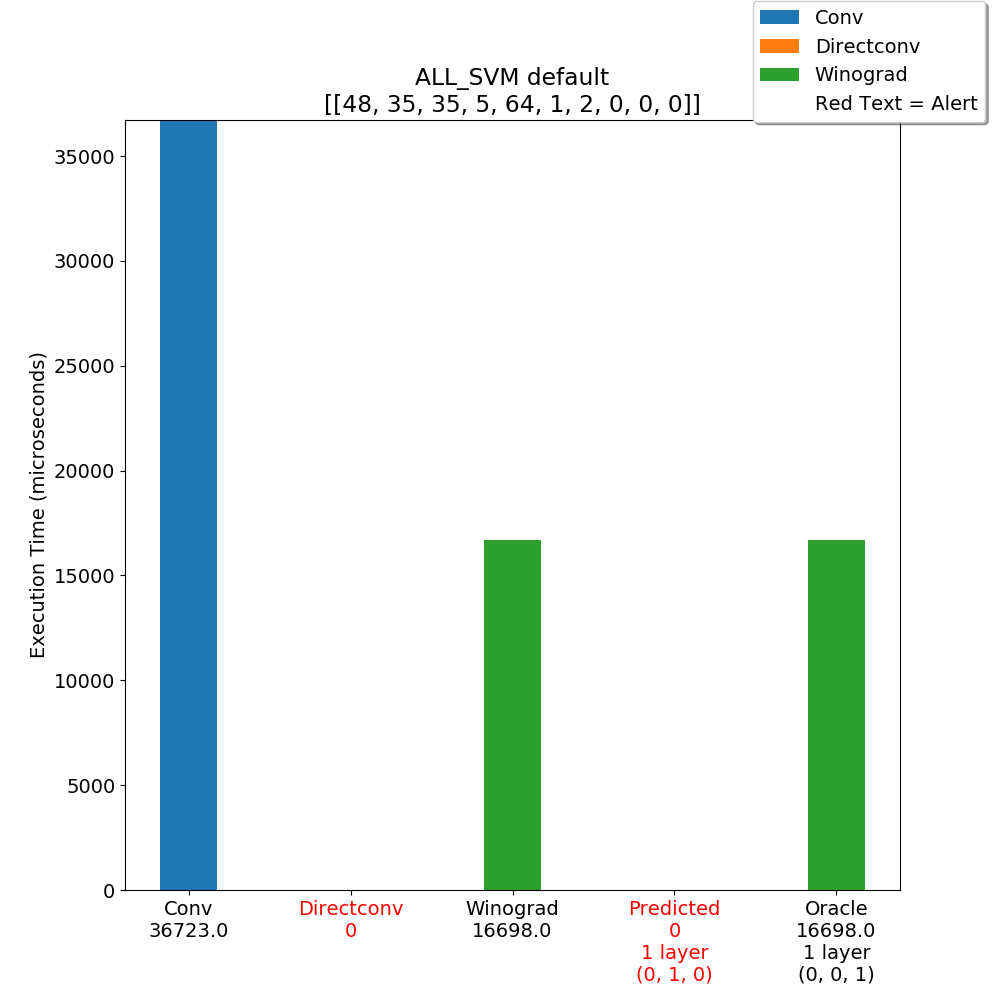 Conv
Directconv
Winograd
Red Text = Alert
ALL_SVM default
[[48, 35, 35, 5, 64, 1, 2, 0, 0, 0]]
Execution Time (microseconds)
35000
30000
25000
20000
15000
10000
5000
0
Conv
36723.0
Directconv
0
Winograd
16698.0
Predicted
0
1 layer
(0, 1, 0)
Oracle
16698.0
1 layer
(0, 0, 1)